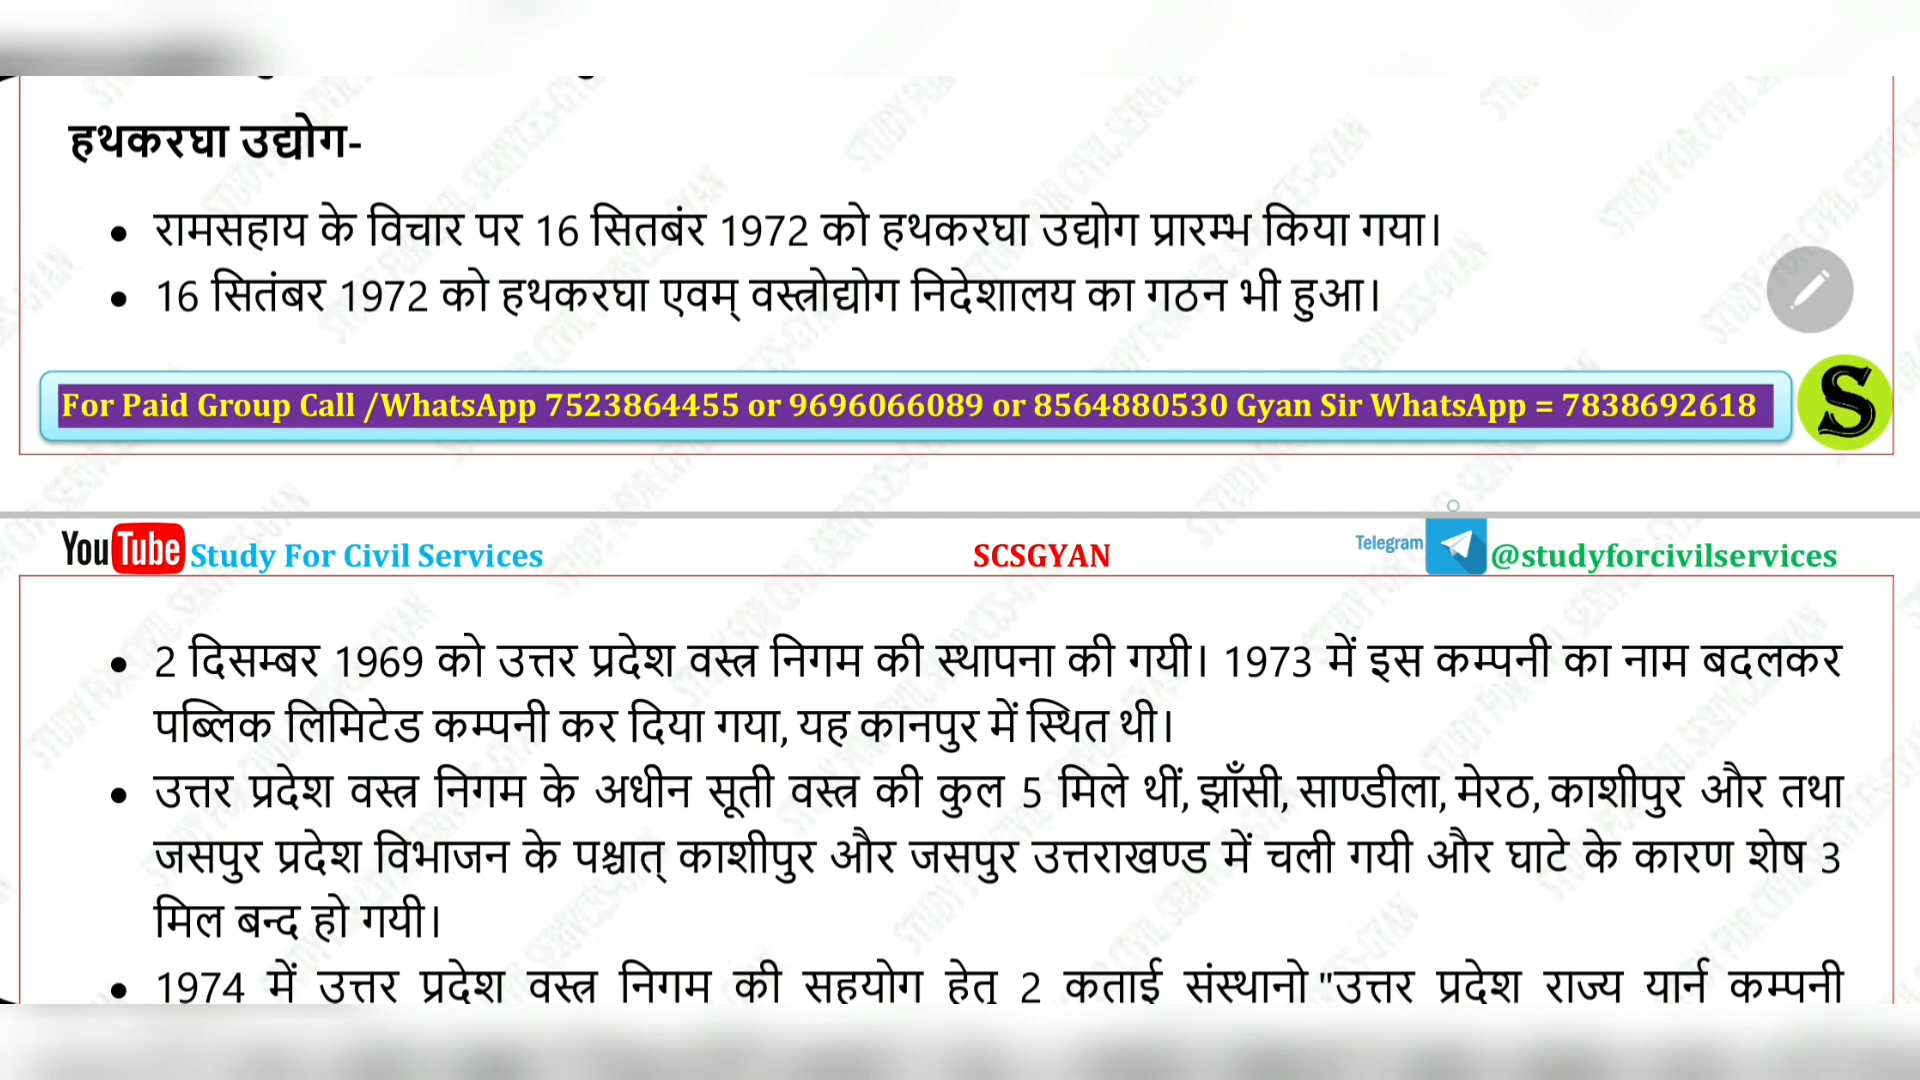 हथकरघा उद्योग-
• रामसहाय के विचार पर 16 सितबंर 1972 को हथकरघा उद्योग प्रारम्भ किया गया।
• 16 सितंबर 1972 को हथकरघा एवम् वस्त्रोद्योग निदेशालय का गठन भी हुआ।
For Paid Group Call /WhatsApp 7523864455 or 9696066089 or 8564880530 Gyan Sir WhatsApp = 7838692618
S
YouTube Study For Civil Services SCSGYAN Telegram @studyforcivilservices
• 2 दिसम्बर 1969 को उत्तर प्रदेश वस्त्र निगम की स्थापना की गयी। 1973 में इस कम्पनी का नाम बदलकर
पब्लिक लिमिटेड कम्पनी कर दिया गया, यह कानपुर में स्थित थी।
• उत्तर प्रदेश वस्त्र निगम के अधीन सूती वस्त्र की कुल 5 मिले थीं, झाँसी, साण्डीला, मेरठ, काशीपुर और तथा
जसपुर प्रदेश विभाजन के पश्चात् काशीपुर और जसपुर उत्तराखण्ड में चली गयी और घाटे के कारण शेष 3
मिल बन्द हो गयी।
• 1974 में उत्तर प्रदेश वस्त्र निगम की सहयोग हेतु 2 कताई संस्थानो "उत्तर प्रदेश राज्य यार्न कम्पनी